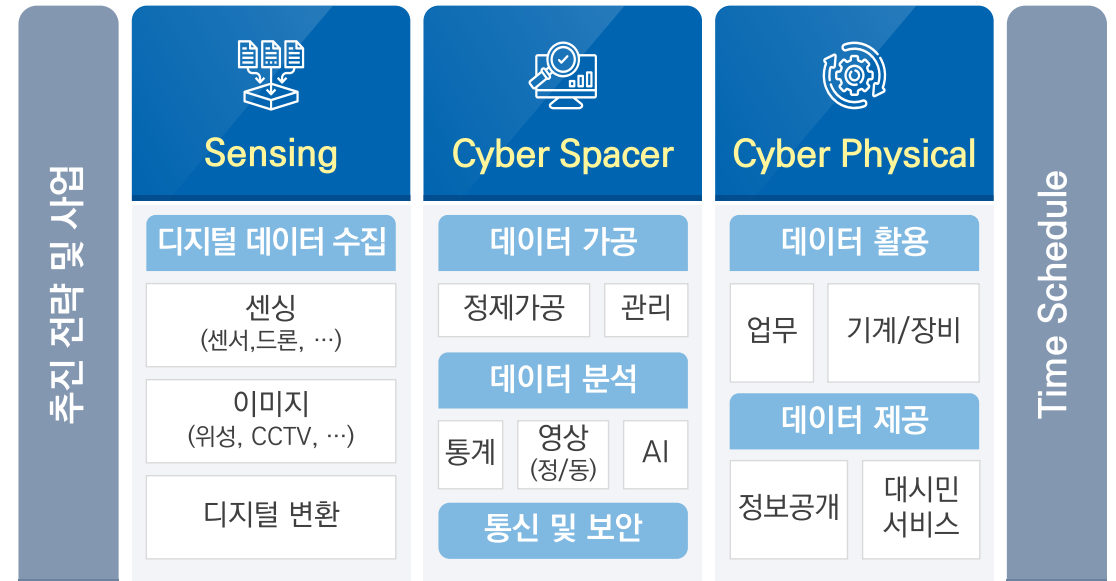 추진 전략 및 사업
Sensing
디지털 데이터 수집
센싱
(센서,드론, …)
이미지
(위성, CCTV, …)
디지털 변환
Cyber Spacer
데이터 가공
정제가공
관리
데이터 분석
통계
영상
(정/동)
AI
통신 및 보안
Cyber Physical
데이터 활용
업무
기계/장비
데이터 제공
정보공개
대시민
서비스
Time Schedule